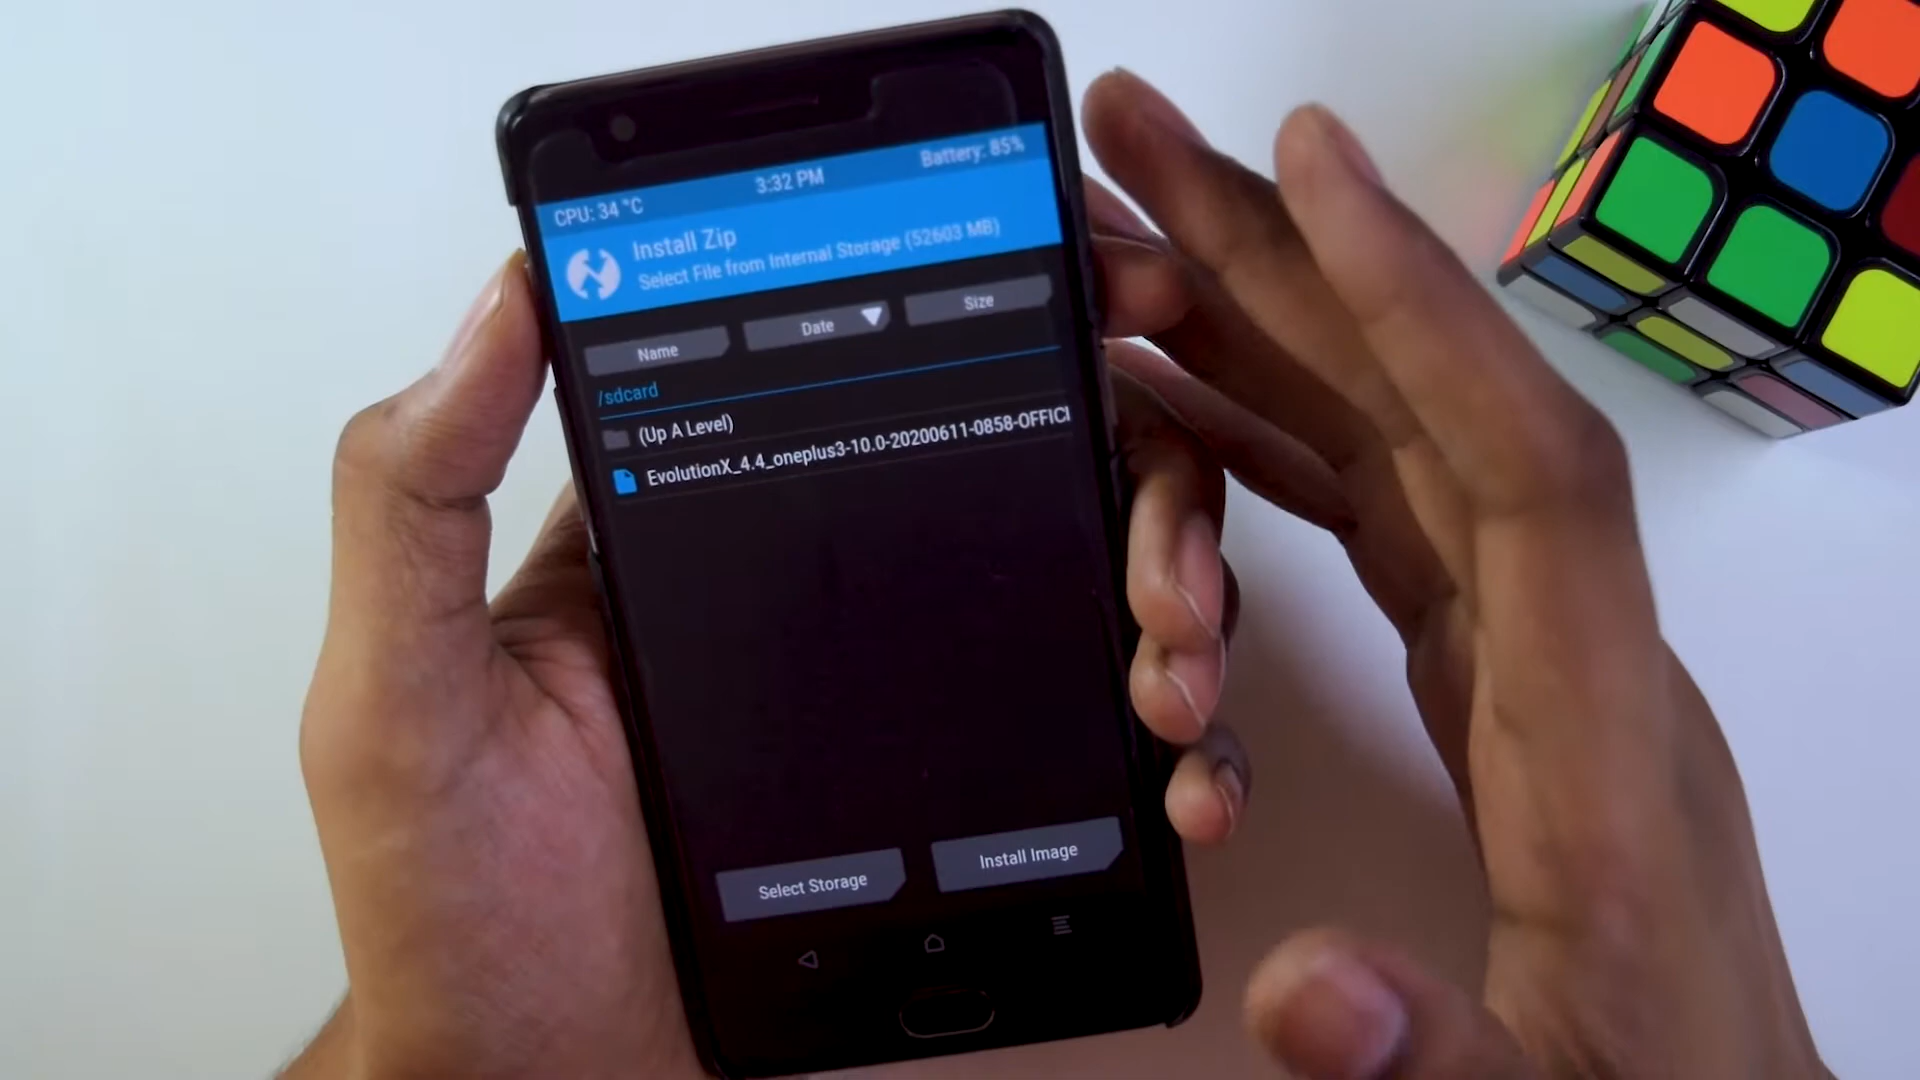 CPU: 34 °C
3:32 PM
Battery: 85%
Install Zip
Select File from Internal Storage (52603 MB)
Name
Date
Size
/sdcard
(Up A Level)
EvolutionX_4.4_oneplus3-10.0-20200611-0858-OFFICI
Select Storage
Install Image